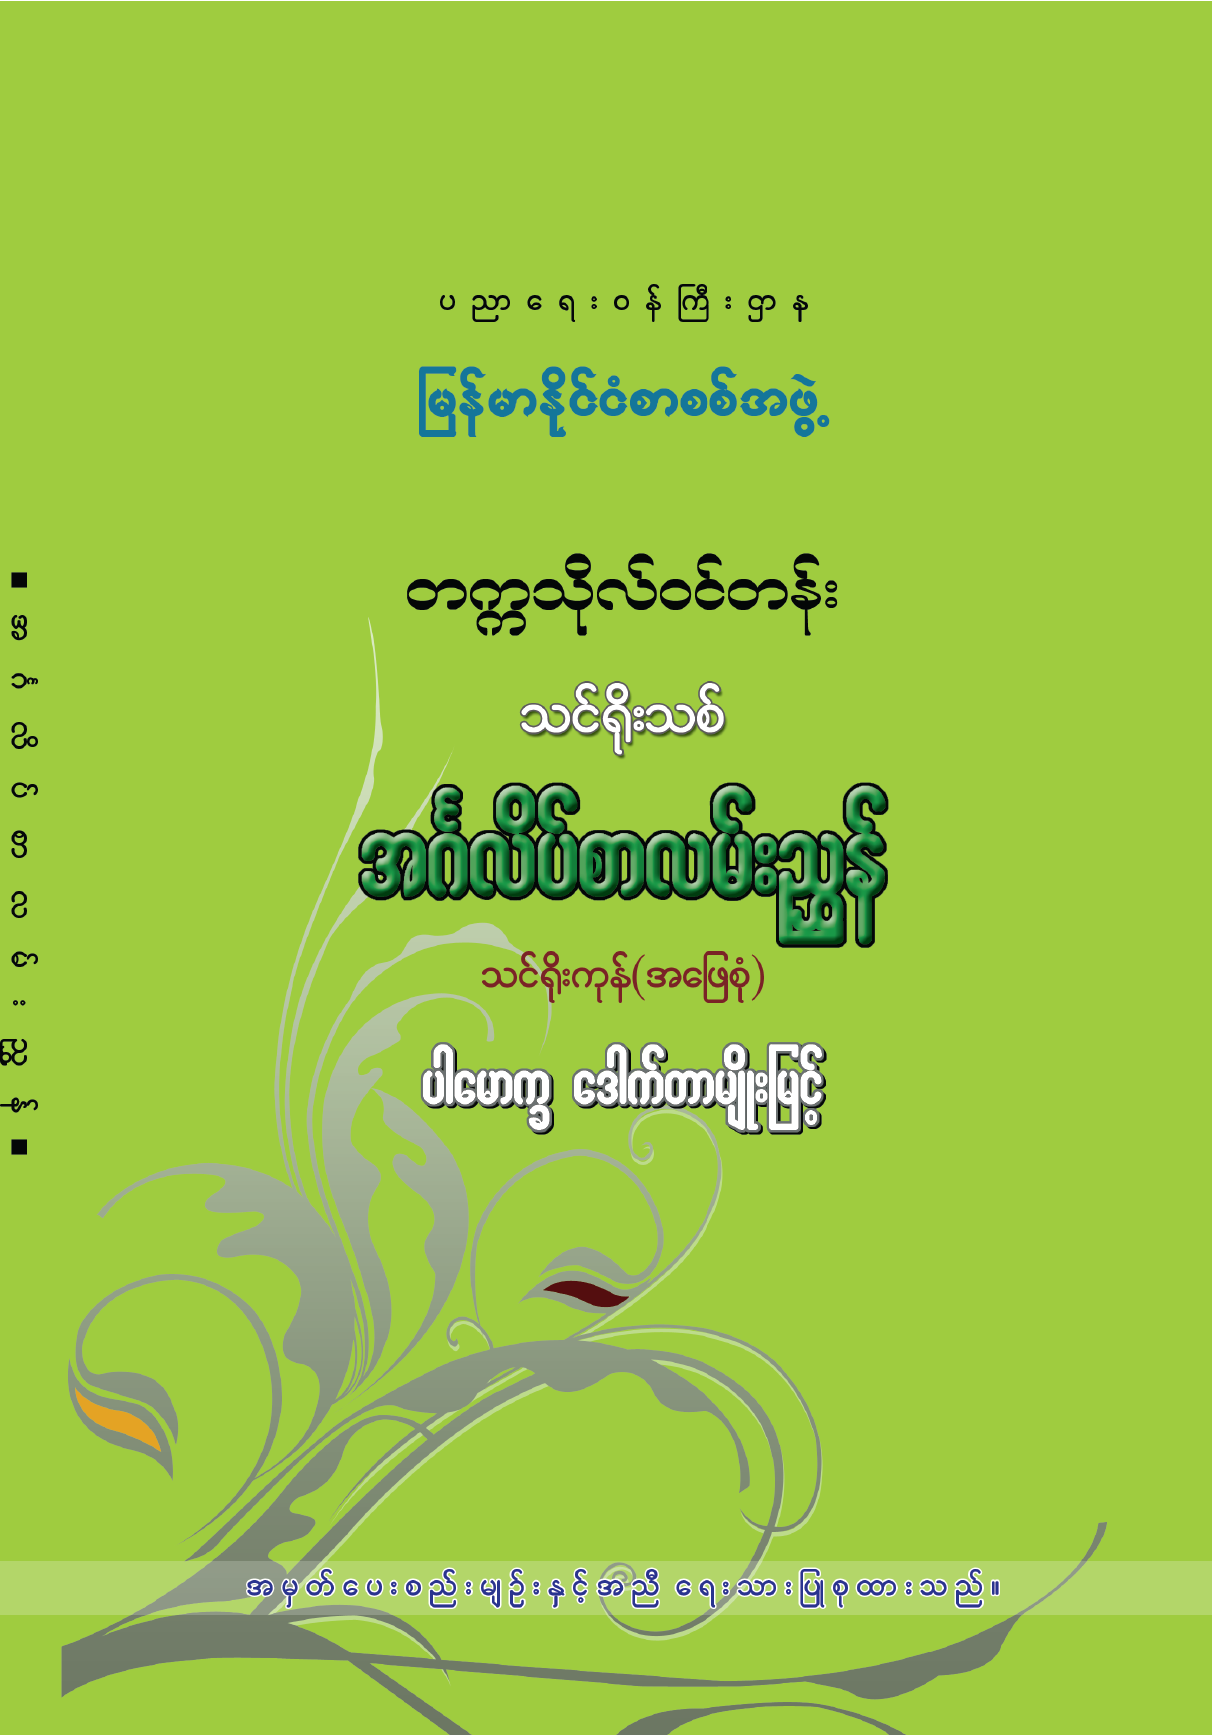 ပညာရေးဝန်ကြီးဌာန
မြန်မာနိုင်ငံစာစစ်အဖွဲ့
တက္ကသိုလ်ဝင်တန်း
သင်ရိုးသစ်
အင်္ဂလိပ်စာလမ်းညွှန်
သင်ရိုးကုန်(အဖြေစုံ)
ပါမောက္ခ ဒေါက်တာမျိုးမြင့်
အမှတ်ပေးစည်းမျဉ်းနှင့်အညီ ရေးသားပြုစုထားသည်။